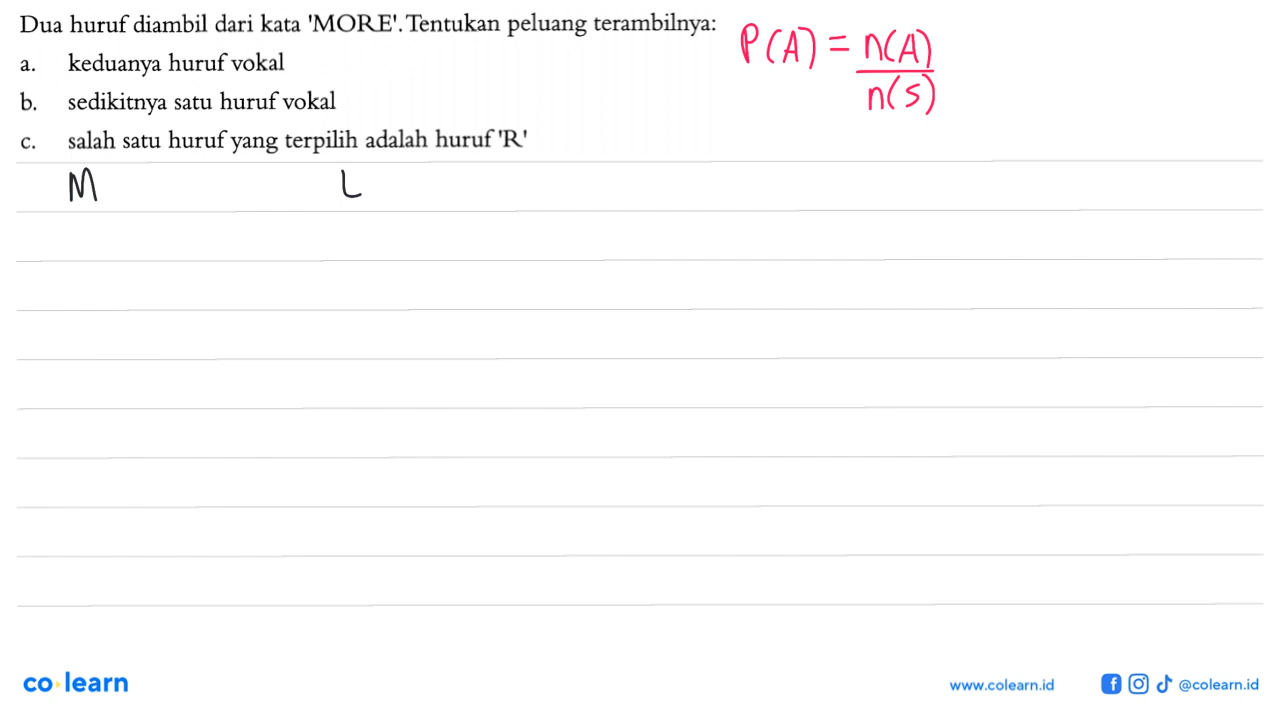 Dua huruf diambil dari kata 'MORE'. Tentukan peluang terambilnya:
a. keduanya huruf vokal
b. sedikitnya satu huruf vokal
c. salah satu huruf yang terpilih adalah huruf 'R'
P(A) = n(A)
n(S)
M L
co learn
www.colearn.id @colearn.id